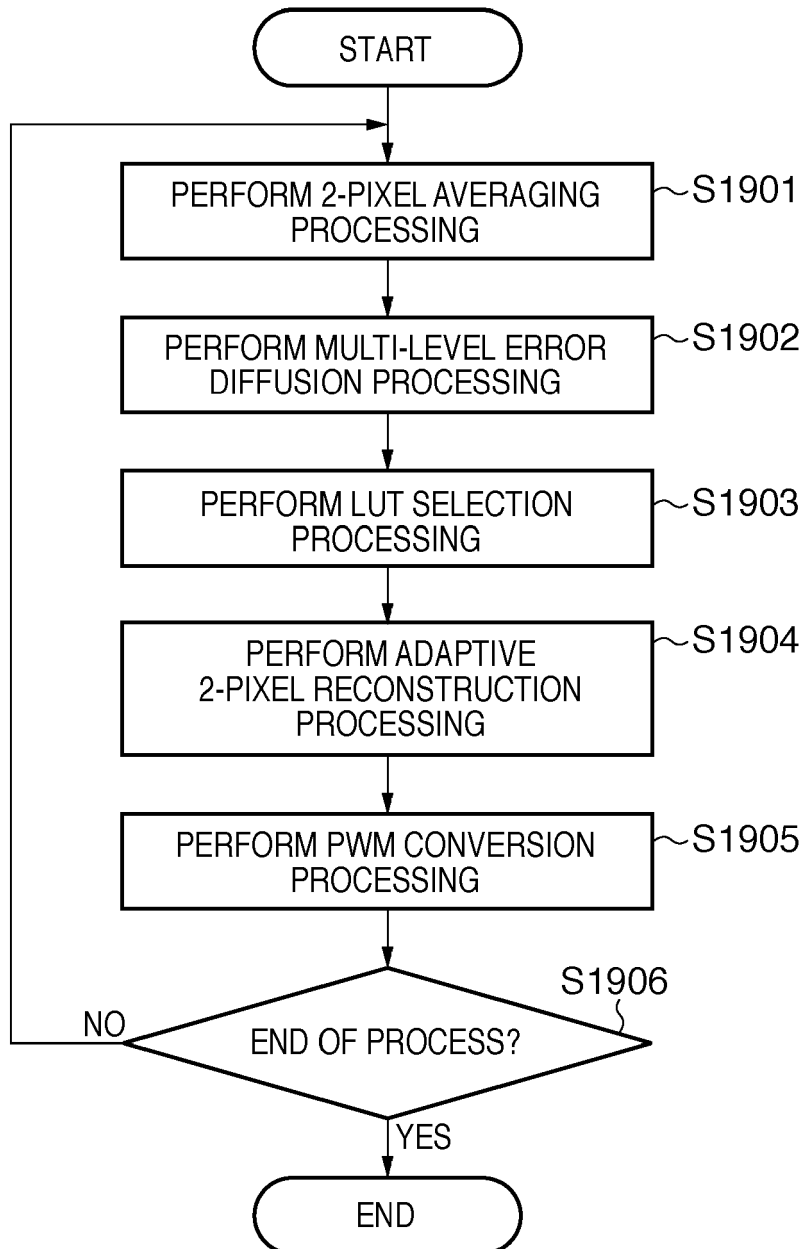 START
PERFORM 2-PIXEL AVERAGING
PROCESSING
S1901
PERFORM MULTI-LEVEL ERROR
DIFFUSION PROCESSING
S1902
PERFORM LUT SELECTION
PROCESSING
S1903
PERFORM ADAPTIVE
2-PIXEL RECONSTRUCTION
PROCESSING
S1904
PERFORM PWM CONVERSION
PROCESSING
S1905
S1906
NO
END OF PROCESS?
YES
END